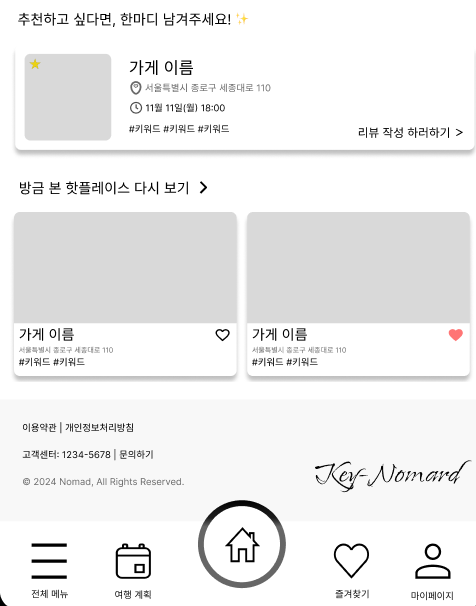 추천하고 싶다면, 한마디 남겨주세요! ✨
가게 이름
서울특별시 종로구 세종대로 110
11월 11일(월) 18:00
#키워드 #키워드 #키워드
리뷰 작성 하러하기 >
방금 본 핫플레이스 다시 보기 >
가게 이름
서울특별시 종로구 세종대로 110
#키워드 #키워드
가게 이름
서울특별시 종로구 세종대로 110
#키워드 #키워드
이용약관 | 개인정보처리방침
고객센터: 1234-5678 | 문의하기
© 2024 Nomad, All Rights Reserved.
Key-Nomard
전체 메뉴
여행 계획
즐겨찾기
마이페이지